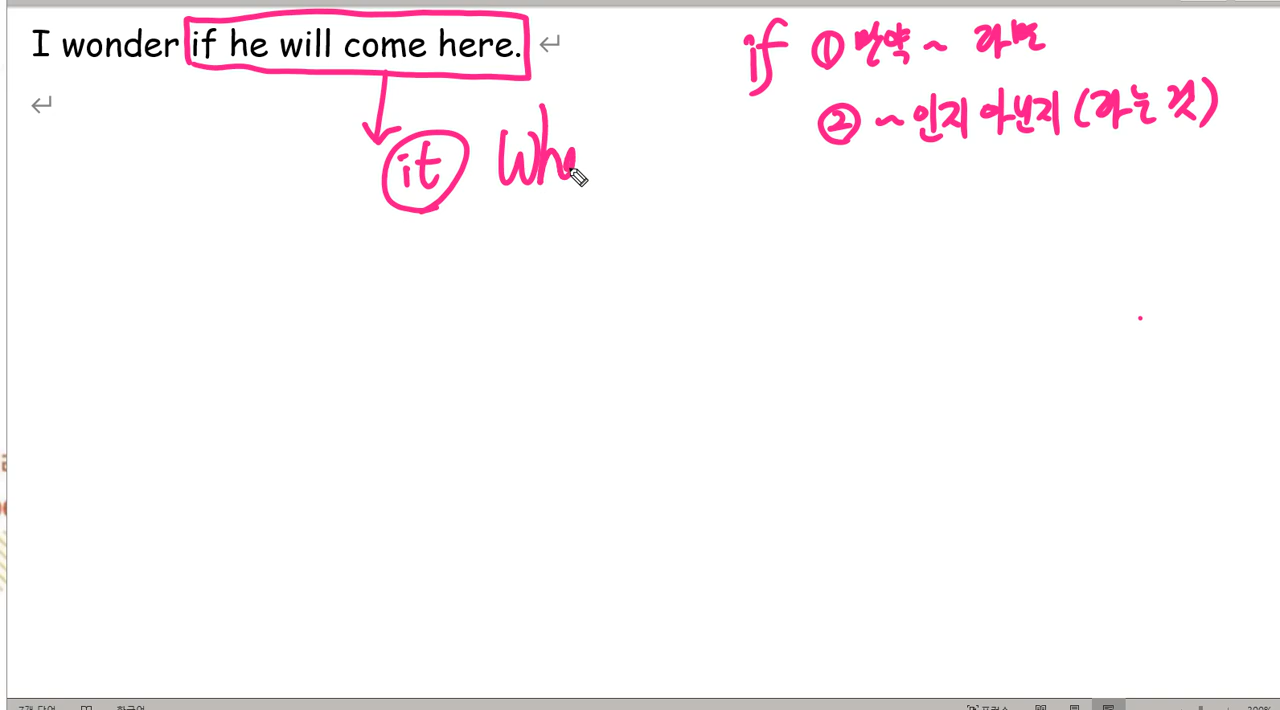 I wonder if he will come here.
if ① 만약 ~ 라면
② ~ 인지 아닌지 (라는 것)
it Whe